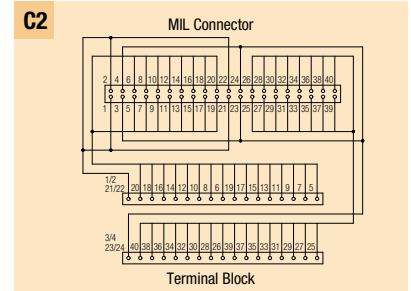 C2
MIL Connector
2 4 6 8 10 12 14 16 18 20 22 24 26 28 30 32 34 36 38 40
1 3 5 7 9 11 13 15 17 19 21 23 25 27 29 31 33 35 37 39
1/2
21/22 20 18 16 14 12 10 8 6 19 17 15 13 11 9 7 5
3/4
23/24 40 38 36 34 32 30 28 26 39 37 35 33 31 29 27 25
Terminal Block